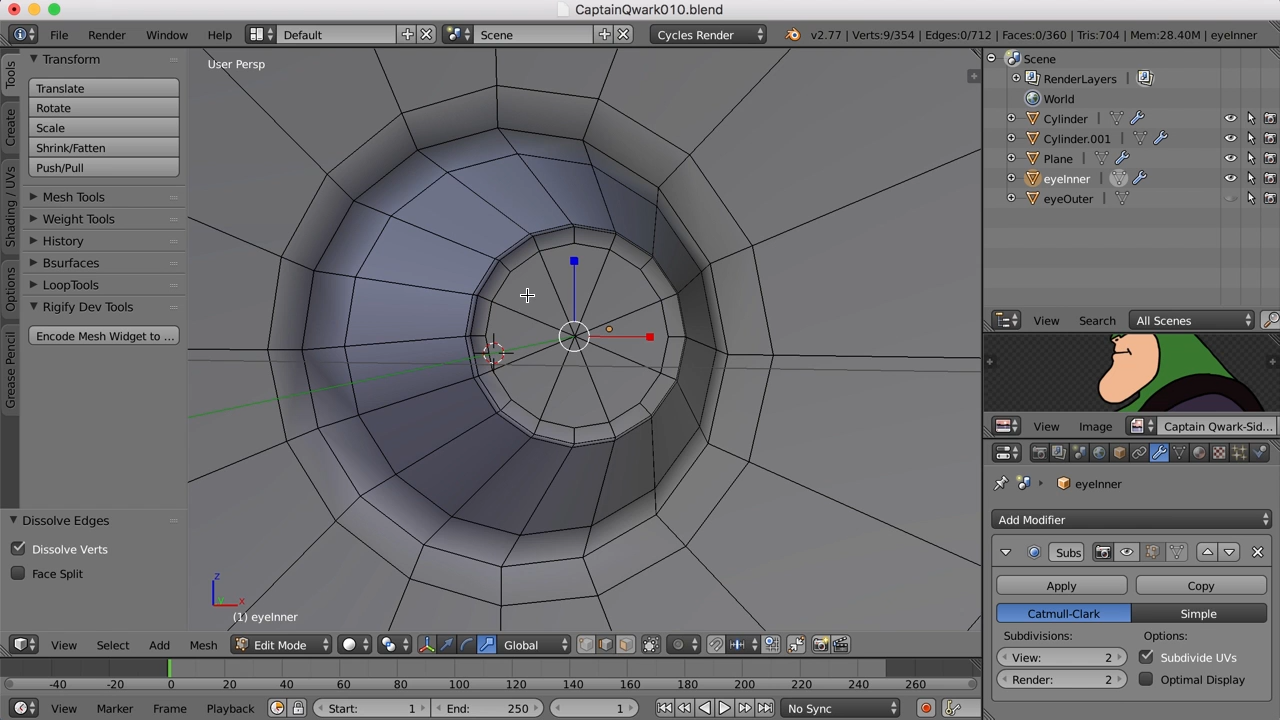 CaptainQwark010.blend
File Render Window Help Default Scene Cycles Render v2.77 | Verts:9/354 | Edges:0/712 | Faces:0/360 | Tris:704 | Mem:28.40M | eyeInner
Tools
Create
Shading / UVs
Options
Grease Pencil
Transform
Translate
Rotate
Scale
Shrink/Fatten
Push/Pull
Mesh Tools
Weight Tools
History
Bsurfaces
LoopTools
Rigify Dev Tools
Encode Mesh Widget to ...
Dissolve Edges
Dissolve Verts
Face Split
User Persp
z
x
(1) eyeInner
View Select Add Mesh Edit Mode Global
-40 -20 0 20 40 60 80 100 120 140 160 180 200 220 240 260
View Marker Frame Playback Start: 1 End: 250 1 No Sync
Scene
RenderLayers
World
Cylinder
Cylinder.001
Plane
eyeInner
eyeOuter
View Search All Scenes
View Image Captain Qwark-Sid...
eyeInner
Add Modifier
Subs
Apply Copy
Catmull-Clark Simple
Subdivisions: Options:
View: 2 Subdivide UVs
Render: 2 Optimal Display